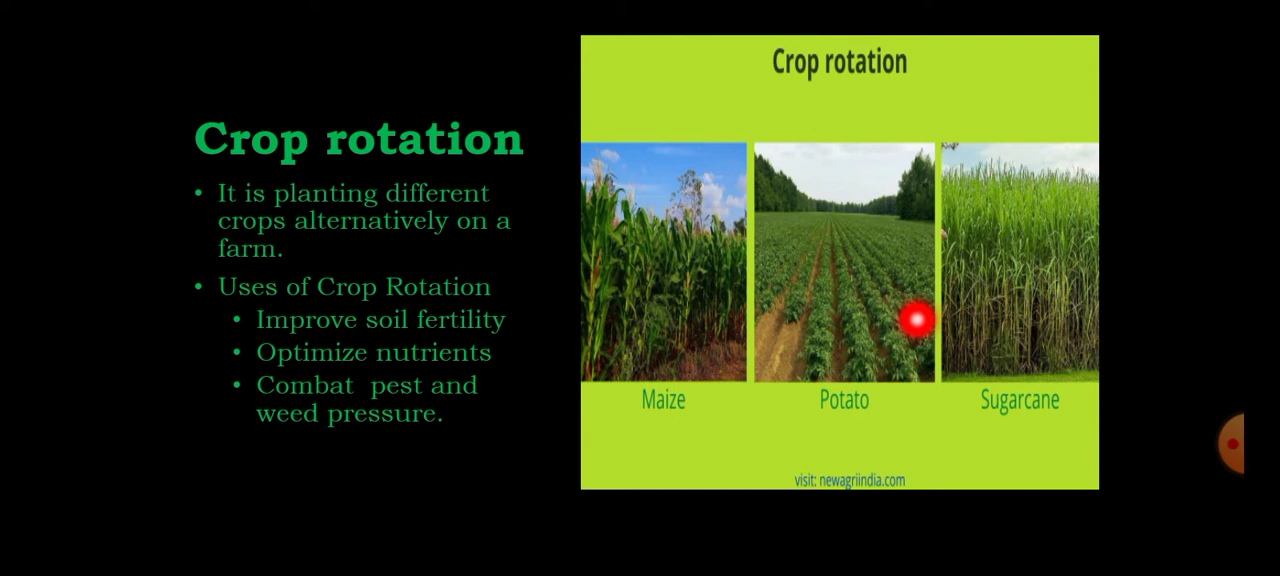 Crop rotation
• It is planting different
crops alternatively on a
farm.
• Uses of Crop Rotation
• Improve soil fertility
• Optimize nutrients
• Combat pest and
weed pressure.
Crop rotation
Maize
Potato
Sugarcane
visit: newagriindia.com